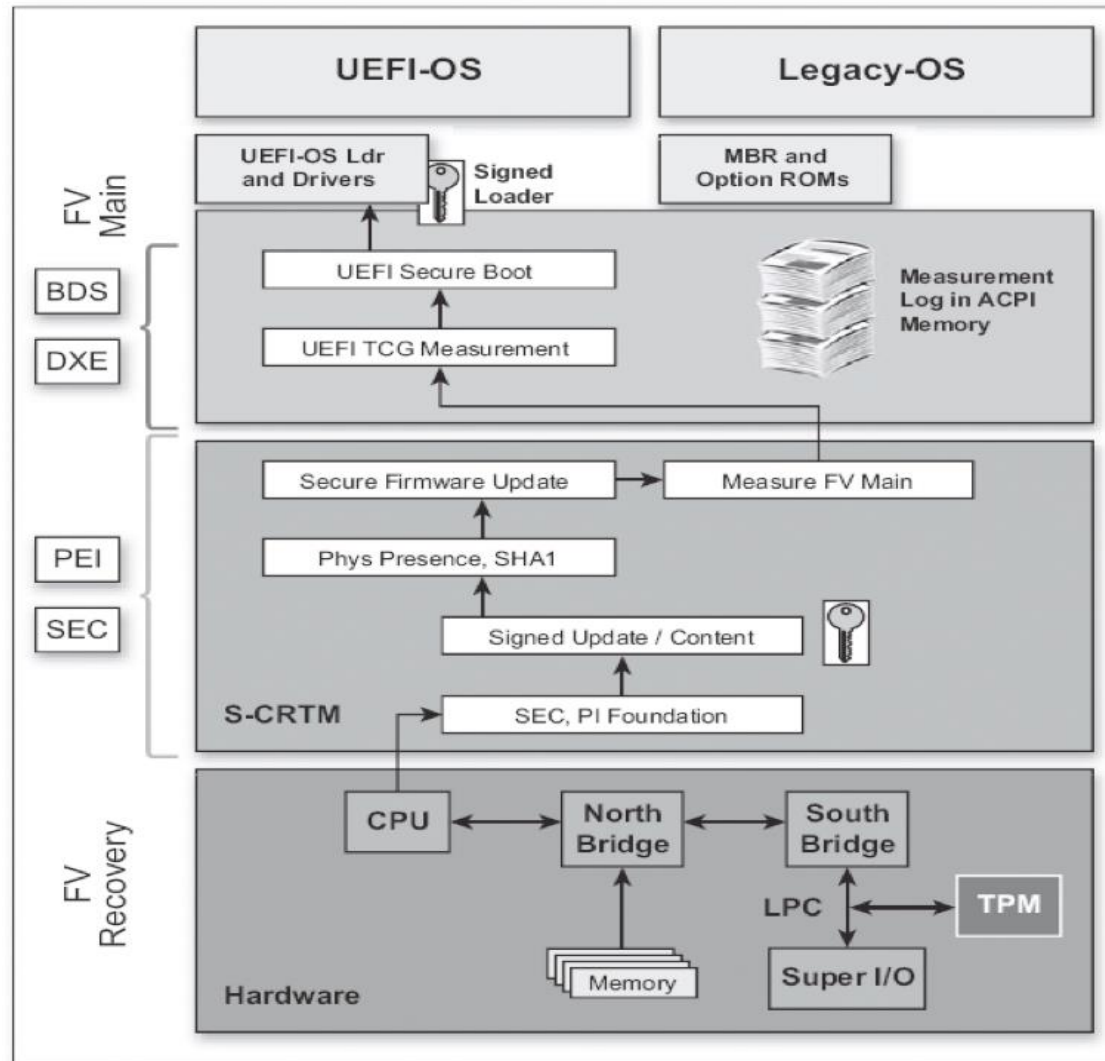 UEFI-OS
Legacy-OS
UEFI-OS Ldr
and Drivers
Signed
Loader
MBR and
Option ROMs
FV
Main
BDS
DXE
UEFI Secure Boot
UEFI TCG Measurement
Measurement
Log in ACPI
Memory
PEI
SEC
Secure Firmware Update
Measure FV Main
Phys Presence, SHA1
Signed Update / Content
SEC, PI Foundation
S-CRTM
FV
Recovery
CPU
North
Bridge
South
Bridge
LPC
TPM
Memory
Super I/O
Hardware